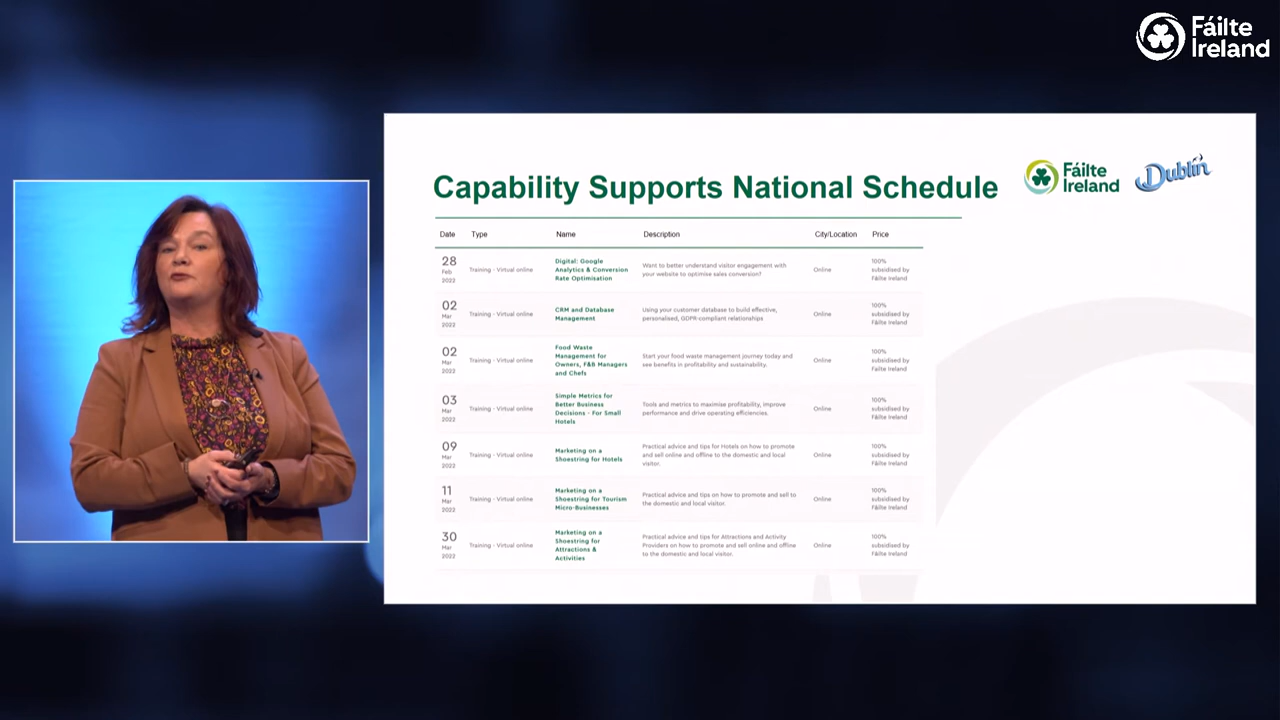 Fáilte
Ireland
Capability Supports National Schedule
Fáilte
Ireland
Dublin
Date Type Name Description City/Location Price
28
Feb
2022
Training - Virtual online
Digital: Google
Analytics & Conversion
Rate Optimisation
Want to better understand visitor engagement with
your website to optimise sales conversion?
Online
100%
subsidised by
Fáilte Ireland
02
Mar
2022
Training - Virtual online
CRM and Database
Management
Using your customer database to build effective,
personalised, GDPR-compliant relationships
Online
100%
subsidised by
Fáilte Ireland
02
Mar
2022
Training - Virtual online
Food Waste
Management for
Owners, F&B Managers
and Chefs
Start your food waste management journey today and
see benefits in profitability and sustainability.
Online
100%
subsidised by
Fáilte Ireland
03
Mar
2022
Training - Virtual online
Simple Metrics for
Better Business
Decisions - For Small
Hotels
Tools and metrics to maximise profitability, improve
performance and drive operating efficiencies.
Online
100%
subsidised by
Fáilte Ireland
09
Mar
2022
Training - Virtual online
Marketing on a
Shoestring for Hotels
Practical advice and tips for Hotels on how to promote
and sell online and offline to the domestic and local
visitor.
Online
100%
subsidised by
Fáilte Ireland
11
Mar
2022
Training - Virtual online
Marketing on a
Shoestring for Tourism
Micro-Businesses
Practical advice and tips on how to promote and sell to
the domestic and local visitor.
Online
100%
subsidised by
Fáilte Ireland
30
Mar
2022
Training - Virtual online
Marketing on a
Shoestring for
Attractions &
Activities
Practical advice and tips for Attractions and Activity
Providers on how to promote and sell online and offline
to the domestic and local visitor.
Online
100%
subsidised by
Fáilte Ireland